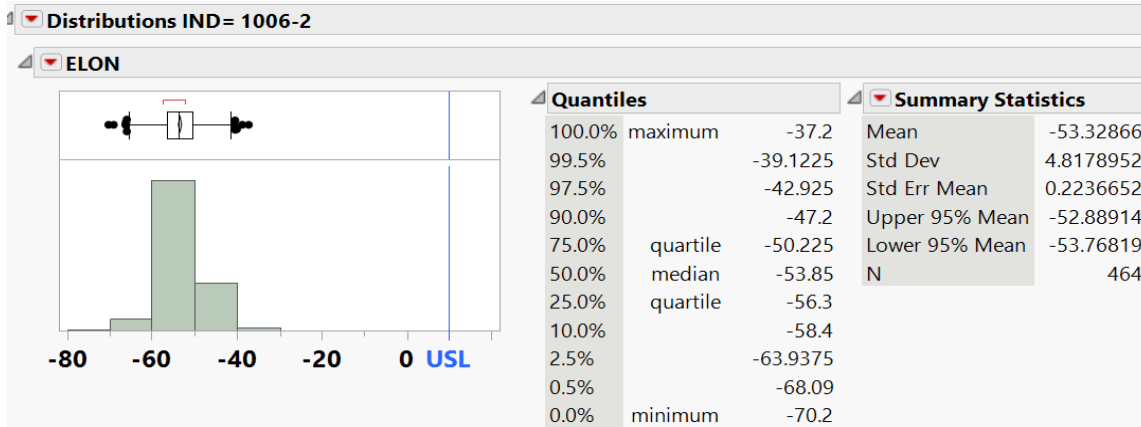 Distributions IND= 1006-2
ELON
-80 -60 -40 -20 0 USL
Quantiles
100.0% maximum -37.2
99.5% -39.1225
97.5% -42.925
90.0% -47.2
75.0% quartile -50.225
50.0% median -53.85
25.0% quartile -56.3
10.0% -58.4
2.5% -63.9375
0.5% -68.09
0.0% minimum -70.2
Summary Statistics
Mean -53.32866
Std Dev 4.8178952
Std Err Mean 0.2236652
Upper 95% Mean -52.88914
Lower 95% Mean -53.76819
N 464